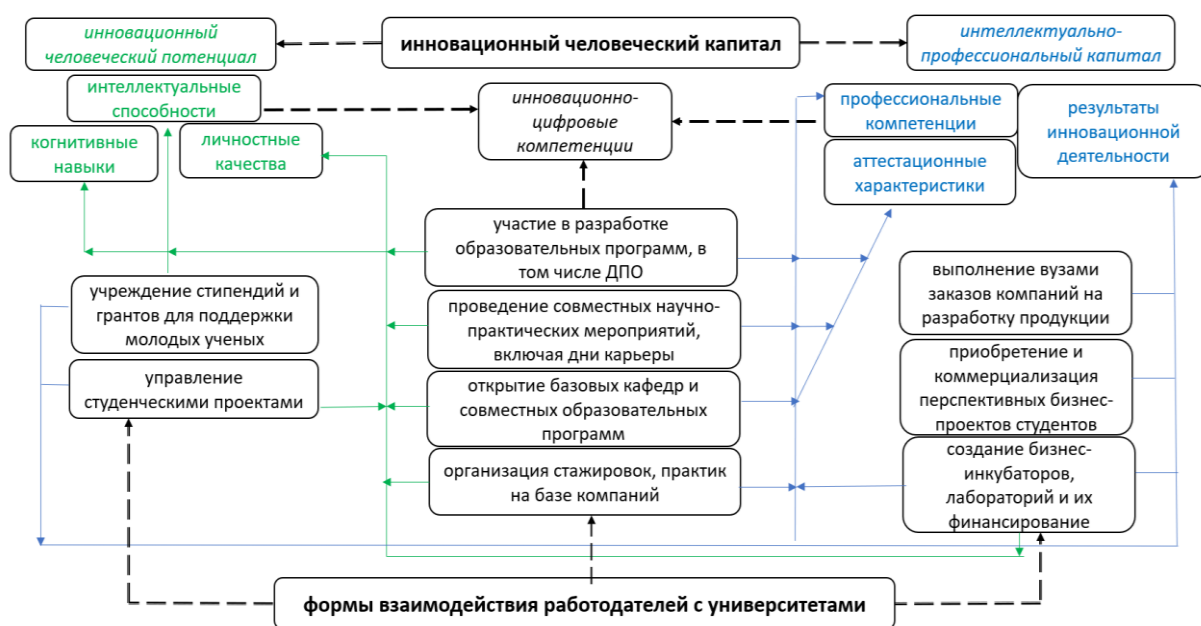 инновационный
человеческий потенциал
инновационный человеческий капитал
интеллектуально-
профессиональный капитал
интеллектуальные
способности
когнитивные
навыки
личностные
качества
инновационно-
цифровые
компетенции
профессиональные
компетенции
результаты
инновационной
деятельности
аттестационные
характеристики
участие в разработке
образовательных программ, в
том числе ДПО
учреждение стипендий и
грантов для поддержки
молодых ученых
проведение совместных научно-
практических мероприятий,
включая дни карьеры
выполнение вузами
заказов компаний на
разработку продукции
управление
студенческими проектами
открытие базовых кафедр и
совместных образовательных
программ
приобретение и
коммерциализация
перспективных бизнес-
проектов студентов
организация стажировок, практик
на базе компаний
создание бизнес-
инкубаторов,
лабораторий и их
финансирование
формы взаимодействия работодателей с университетами